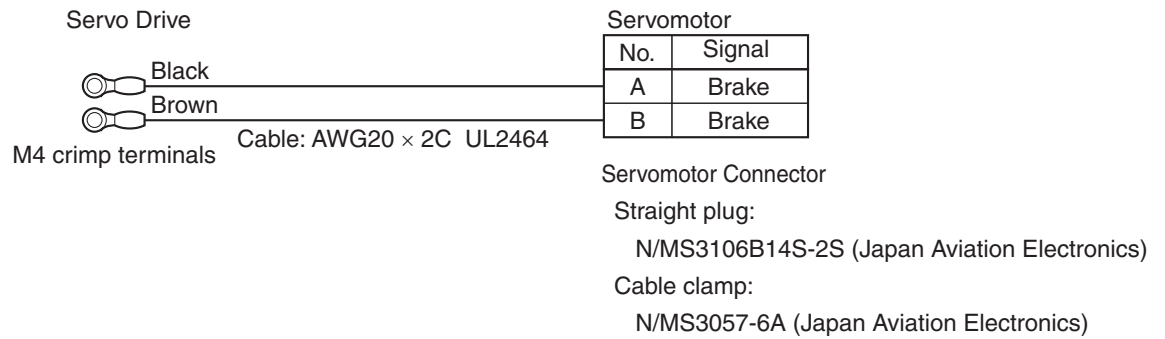 Servo Drive
Servomotor
No. Signal
Black
A Brake
Brown
B Brake
Cable: AWG20 × 2C UL2464
M4 crimp terminals
Servomotor Connector
Straight plug:
N/MS3106B14S-2S (Japan Aviation Electronics)
Cable clamp:
N/MS3057-6A (Japan Aviation Electronics)